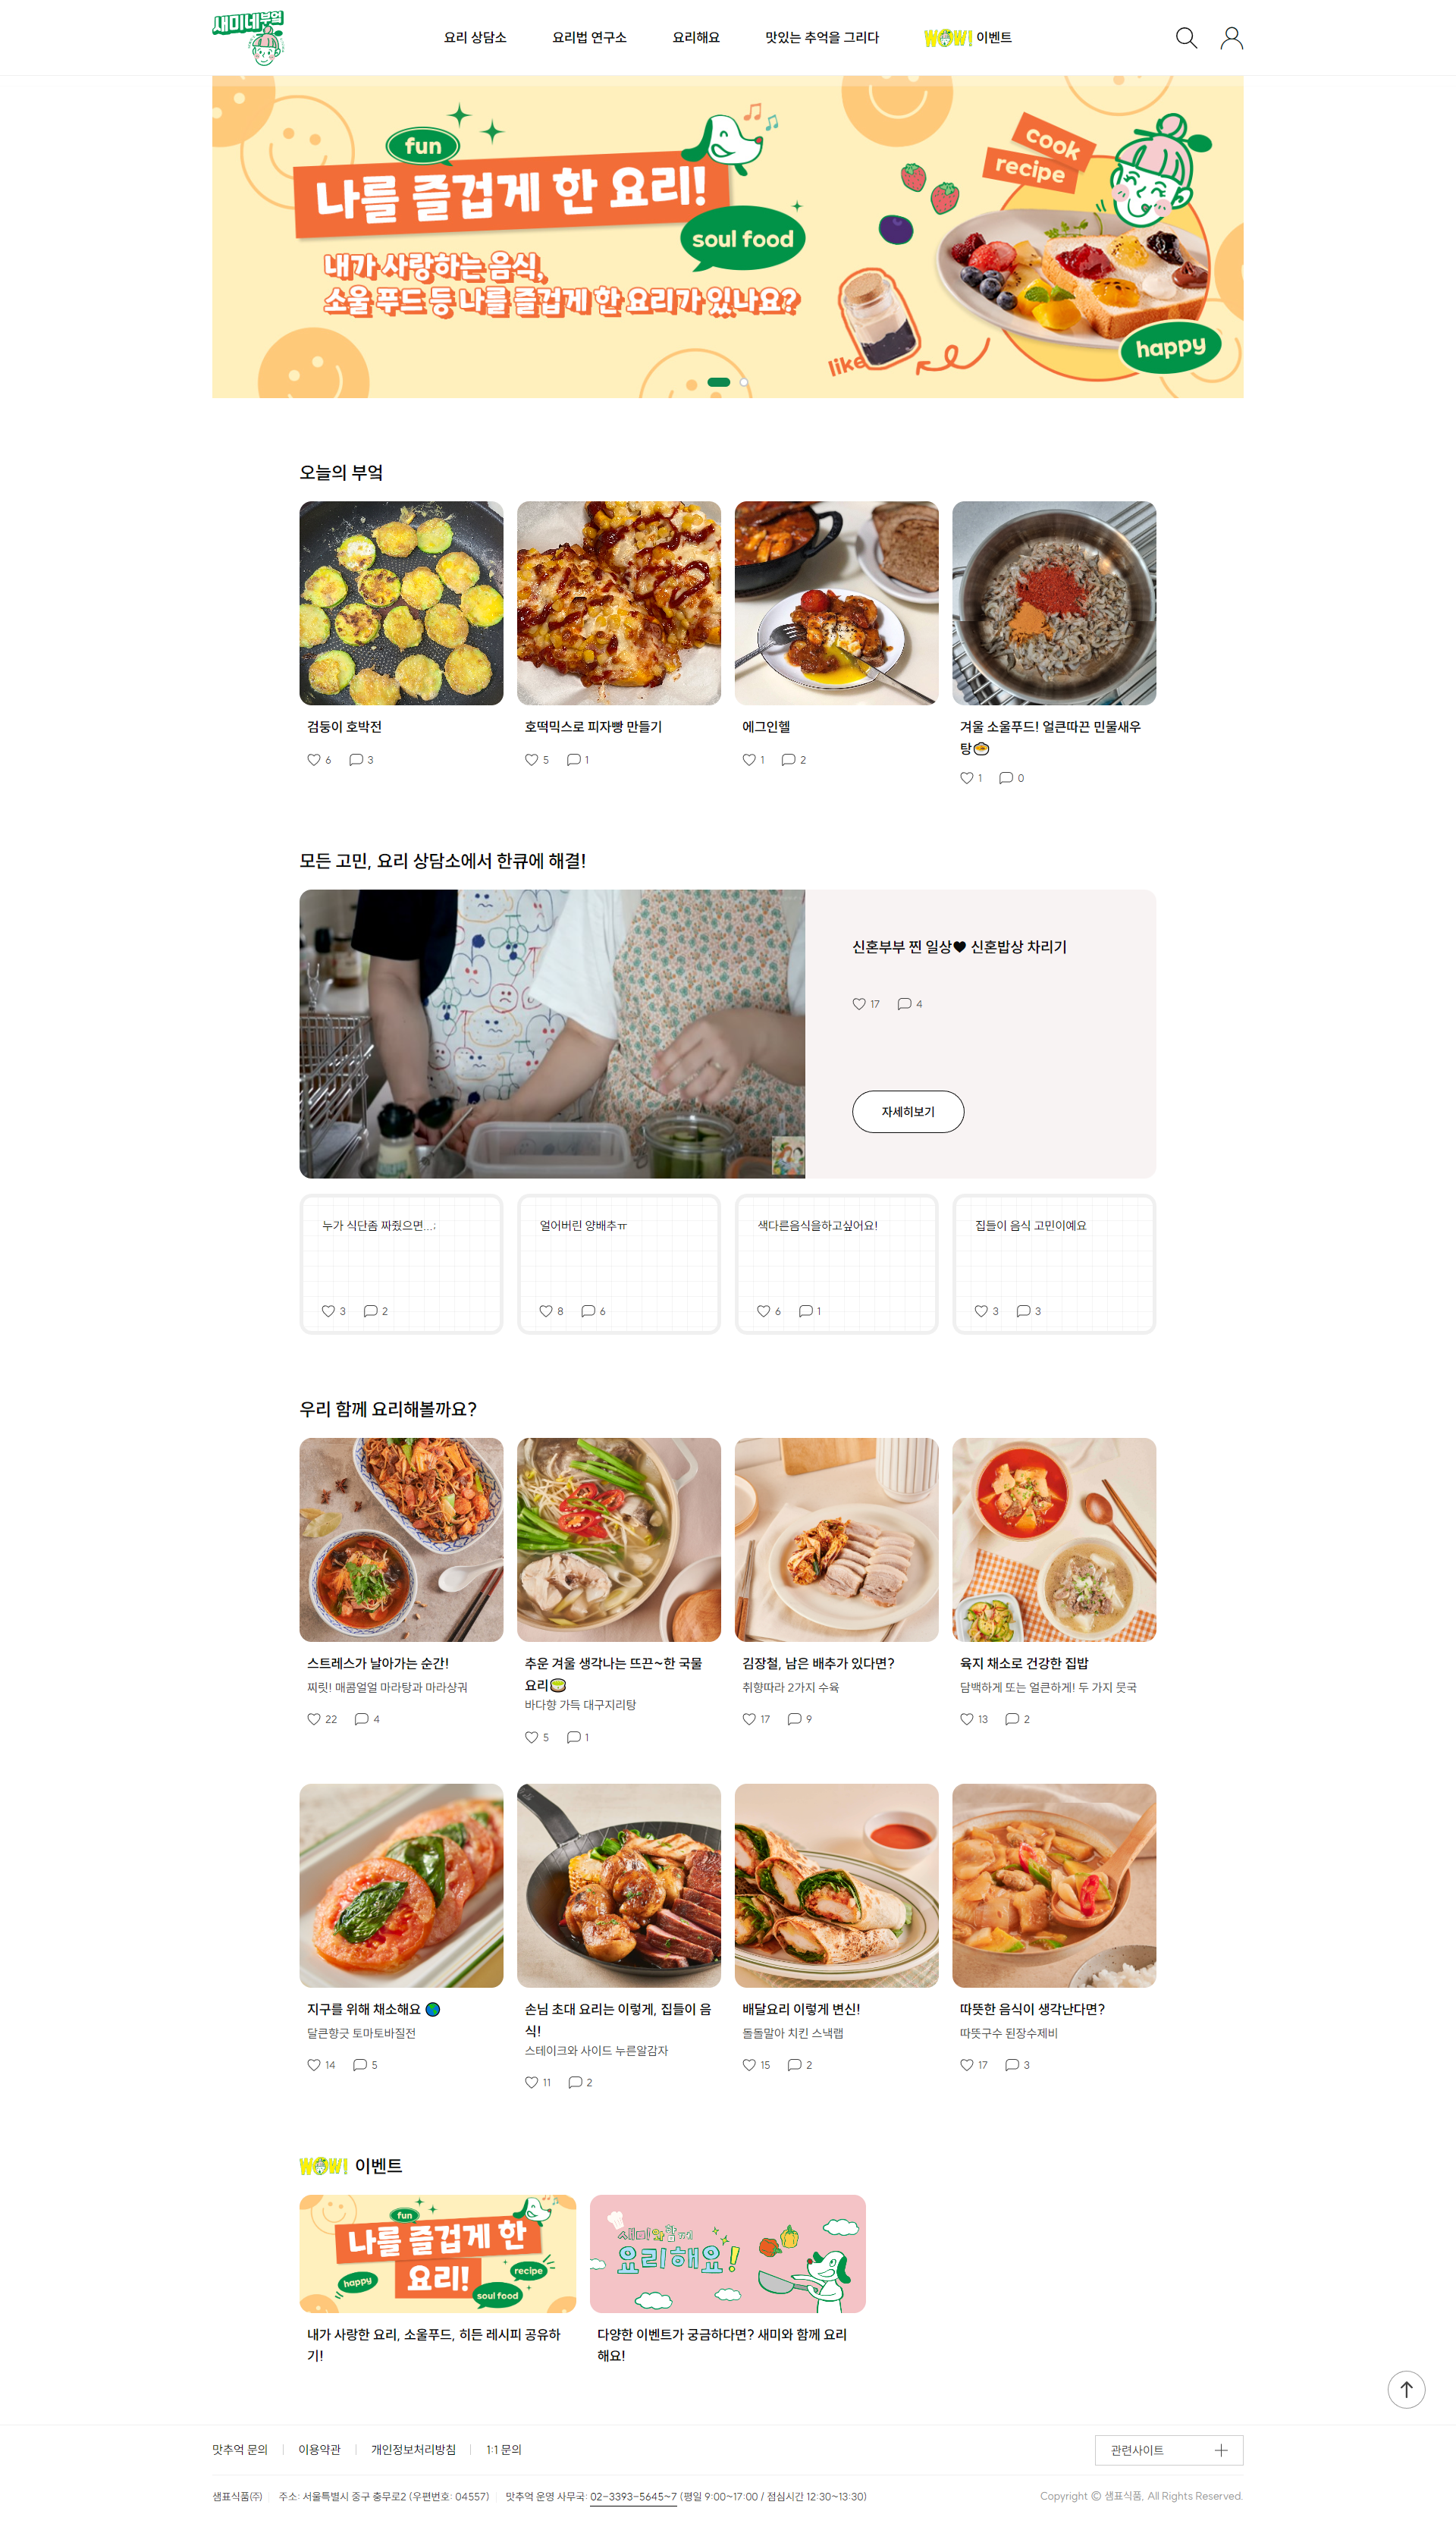 새미네부엌
요리 상담소
요리법 연구소
요리해요
맛있는 추억을 그리다
WOW! 이벤트
fun
나를 즐겁게 한 요리!
soul food
내가 사랑하는 음식,
소울 푸드 등 나를 즐겁게 한 요리가 있나요?
cook
recipe
like
happy
오늘의 부엌
검둥이 호박전
6 3
호떡믹스로 피자빵 만들기
5 1
에그인헬
1 2
겨울 소울푸드! 얼큰따끈 민물새우
탕
1 0
모든 고민, 요리 상담소에서 한큐에 해결!
신혼부부 찐 일상♥ 신혼밥상 차리기
17 4
자세히보기
누가 식단좀 짜줬으면...;
3 2
얼어버린 양배추ㅠ
8 6
색다른음식을하고싶어요!
6 1
집들이 음식 고민이예요
3 3
우리 함께 요리해볼까요?
스트레스가 날아가는 순간!
찌릿! 매콤얼얼 마라탕과 마라샹궈
22 4
추운 겨울 생각나는 뜨끈~한 국물
요리
바다향 가득 대구지리탕
5 1
김장철, 남은 배추가 있다면?
취향따라 2가지 수육
17 9
육지 채소로 건강한 집밥
담백하게 또는 얼큰하게! 두 가지 뭇국
13 2
지구를 위해 채소해요
달큰향긋 토마토바질전
14 5
손님 초대 요리는 이렇게, 집들이 음
식!
스테이크와 사이드 누른알감자
11 2
배달요리 이렇게 변신!
돌돌말아 치킨 스낵랩
15 2
따뜻한 음식이 생각난다면?
따뜻구수 된장수제비
17 3
WOW! 이벤트
fun
나를 즐겁게 한
요리!
happy
recipe
soul food
내가 사랑한 요리, 소울푸드, 히든 레시피 공유하
기!
새미와함께
요리해요!
다양한 이벤트가 궁금하다면? 새미와 함께 요리
해요!
맛추억 문의
이용약관
개인정보처리방침
1:1 문의
관련사이트
샘표식품㈜ 주소: 서울특별시 중구 충무로2 (우편번호: 04557) 맛추억 운영 사무국: 02-3393-5645~7 (평일 9:00~17:00 / 점심시간 12:30~13:30)
Copyright ⓒ 샘표식품, All Rights Reserved.